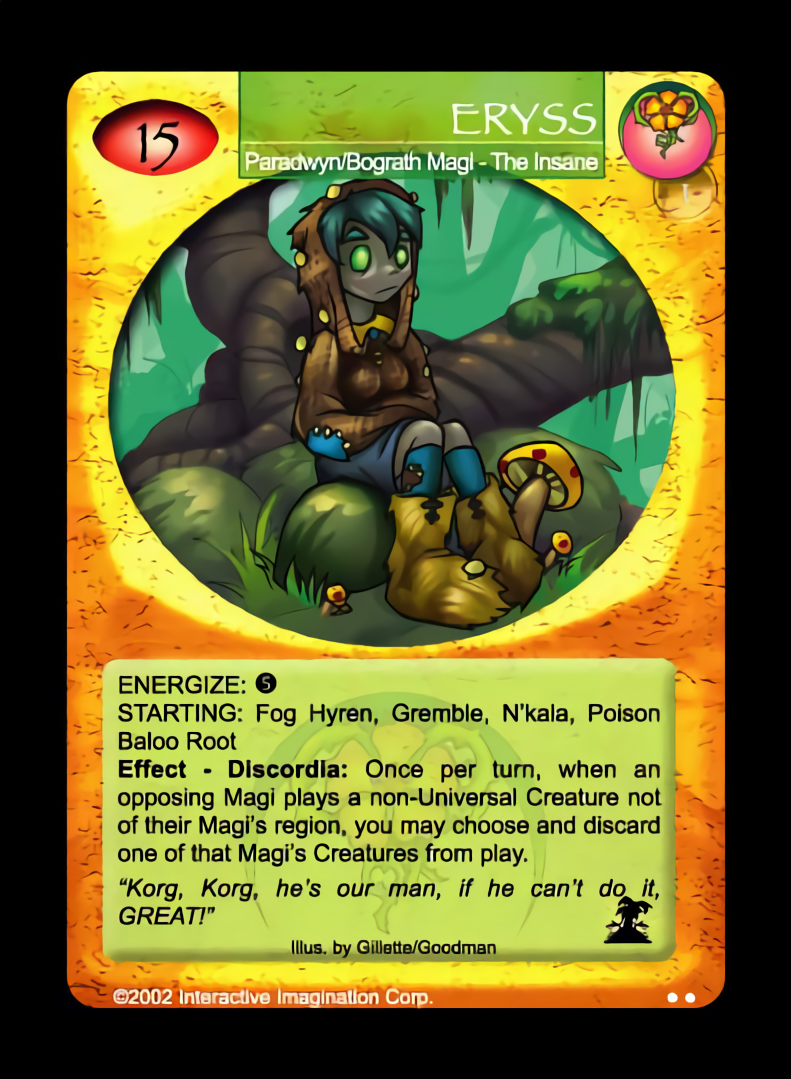 15
ERYSS
Paradwyn/Bograth Magi - The Insane
1
ENERGIZE: 5
STARTING: Fog Hyren, Gremble, N'kala, Poison
Baloo Root
Effect - Discordia: Once per turn, when an
opposing Magi plays a non-Universal Creature not
of their Magi's region, you may choose and discard
one of that Magi's Creatures from play.
“Korg, Korg, he's our man, if he can't do it,
GREAT!”
Illus. by Gillette/Goodman
©2002 Interactive Imagination Corp.